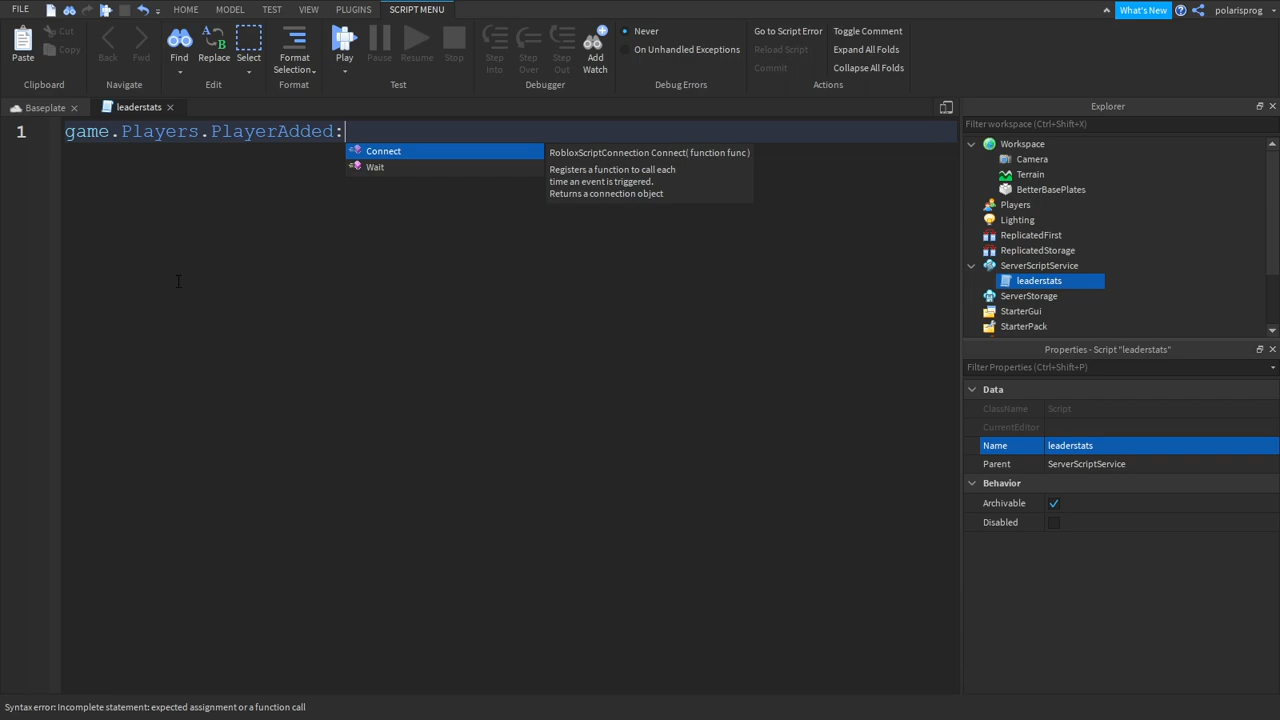 FILE HOME MODEL TEST VIEW PLUGINS SCRIPT MENU What's New polarisprog
Paste Cut Copy Back Fwd Find Replace Select Format Selection Play Pause Resume Stop Step Into Step Over Step Out Add Watch Never On Unhandled Exceptions Go to Script Error Reload Script Commit Toggle Comment Expand All Folds Collapse All Folds
Clipboard Navigate Edit Format Test Debugger Debug Errors Actions
Baseplate leaderstats
1 game.Players.PlayerAdded:
Connect
Wait
RobloxScriptConnection Connect( function func )
Registers a function to call each
time an event is triggered.
Returns a connection object
Explorer
Filter workspace (Ctrl+Shift+X)
Workspace
Camera
Terrain
BetterBasePlates
Players
Lighting
ReplicatedFirst
ReplicatedStorage
ServerScriptService
leaderstats
ServerStorage
StarterGui
StarterPack
Properties - Script "leaderstats"
Filter Properties (Ctrl+Shift+P)
Data
ClassName Script
CurrentEditor
Name leaderstats
Parent ServerScriptService
Behavior
Archivable
Disabled
Syntax error: Incomplete statement: expected assignment or a function call